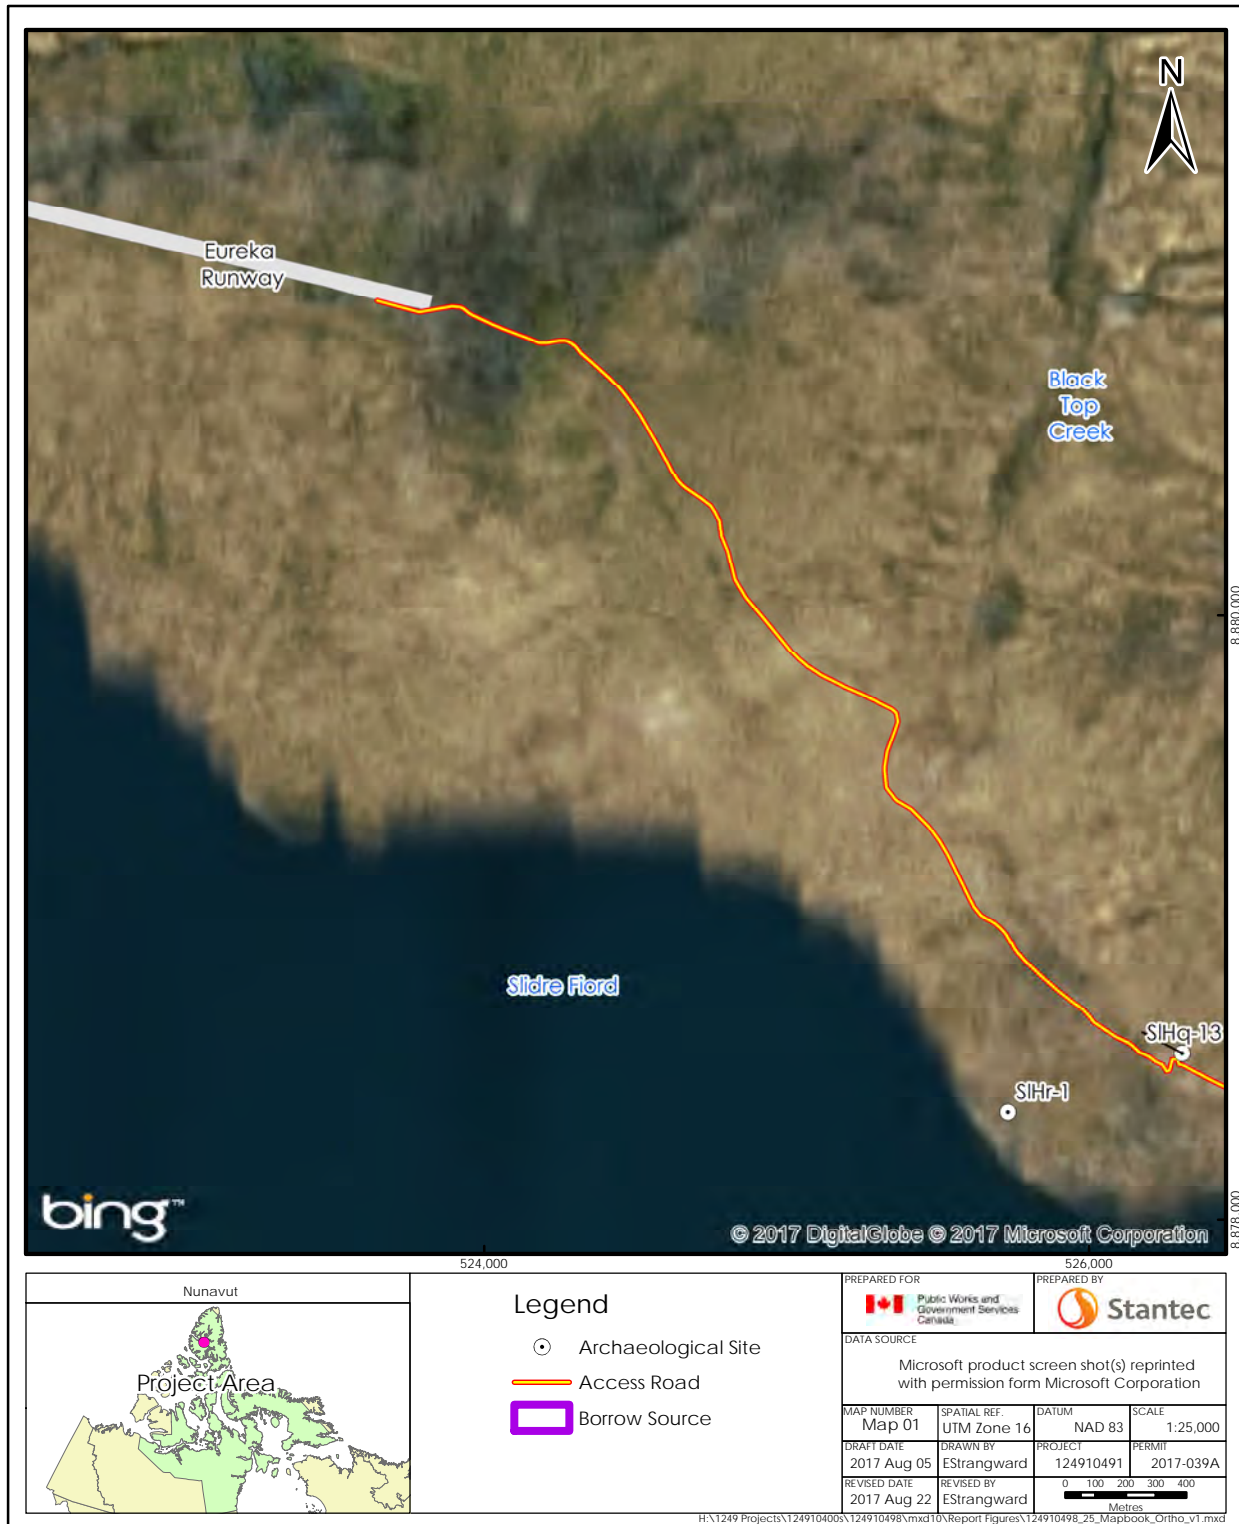 N
Eureka
Runway
Black
Top
Creek
8,880,000
Slidre Fiord
SlHq-13
SlHr-1
bing™
© 2017 DigitalGlobe © 2017 Microsoft Corporation
8,878,000
524,000
526,000
Nunavut
Project Area
Legend
Archaeological Site
Access Road
Borrow Source
PREPARED FOR
Public Works and
Government Services
Canada
PREPARED BY
Stantec
DATA SOURCE
Microsoft product screen shot(s) reprinted
with permission form Microsoft Corporation
MAP NUMBER
Map 01
SPATIAL REF.
UTM Zone 16
DATUM
NAD 83
SCALE
1:25,000
DRAFT DATE
2017 Aug 05
DRAWN BY
EStrangward
PROJECT
124910491
PERMIT
2017-039A
REVISED DATE
2017 Aug 22
REVISED BY
EStrangward
0 100 200 300 400
Metres
H:\1249 Projects\124910400s\124910498\mxd10\Report Figures\124910498_25_Mapbook_Ortho_v1.mxd